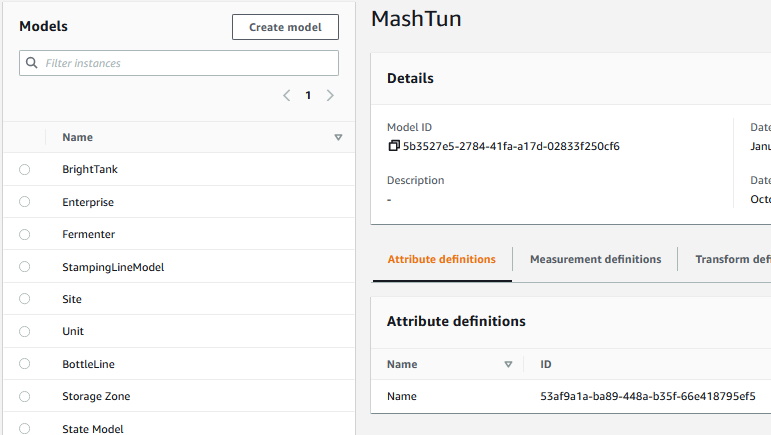 Models
Create model
Filter instances
1
Name
BrightTank
Enterprise
Fermenter
StampingLineModel
Site
Unit
BottleLine
Storage Zone
State Model
MashTun
Details
Model ID
5b3527e5-2784-41fa-a17d-02833f250cf6
Description
-
Date
Janu
Date
Octo
Attribute definitions
Measurement definitions
Transform defi
Attribute definitions
Name
ID
Name
53af9a1a-ba89-448a-b35f-66e418795ef5